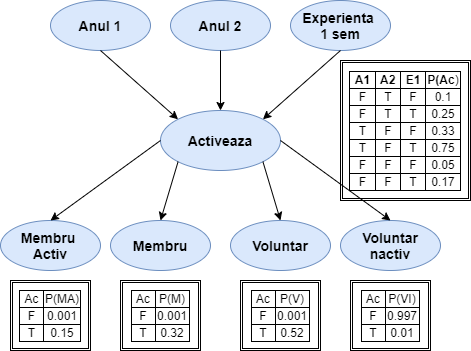 Anul 1
Anul 2
Experienta
1 sem
Activeaza
A1 A2 E1 P(Ac)
F T F 0.1
F T T 0.25
T F F 0.33
T F T 0.75
F F F 0.05
F F T 0.17
Membru
Activ
Membru
Voluntar
Voluntar
nactiv
Ac P(MA)
F 0.001
T 0.15
Ac P(M)
F 0.001
T 0.32
Ac P(V)
F 0.001
T 0.52
Ac P(VI)
F 0.997
T 0.01